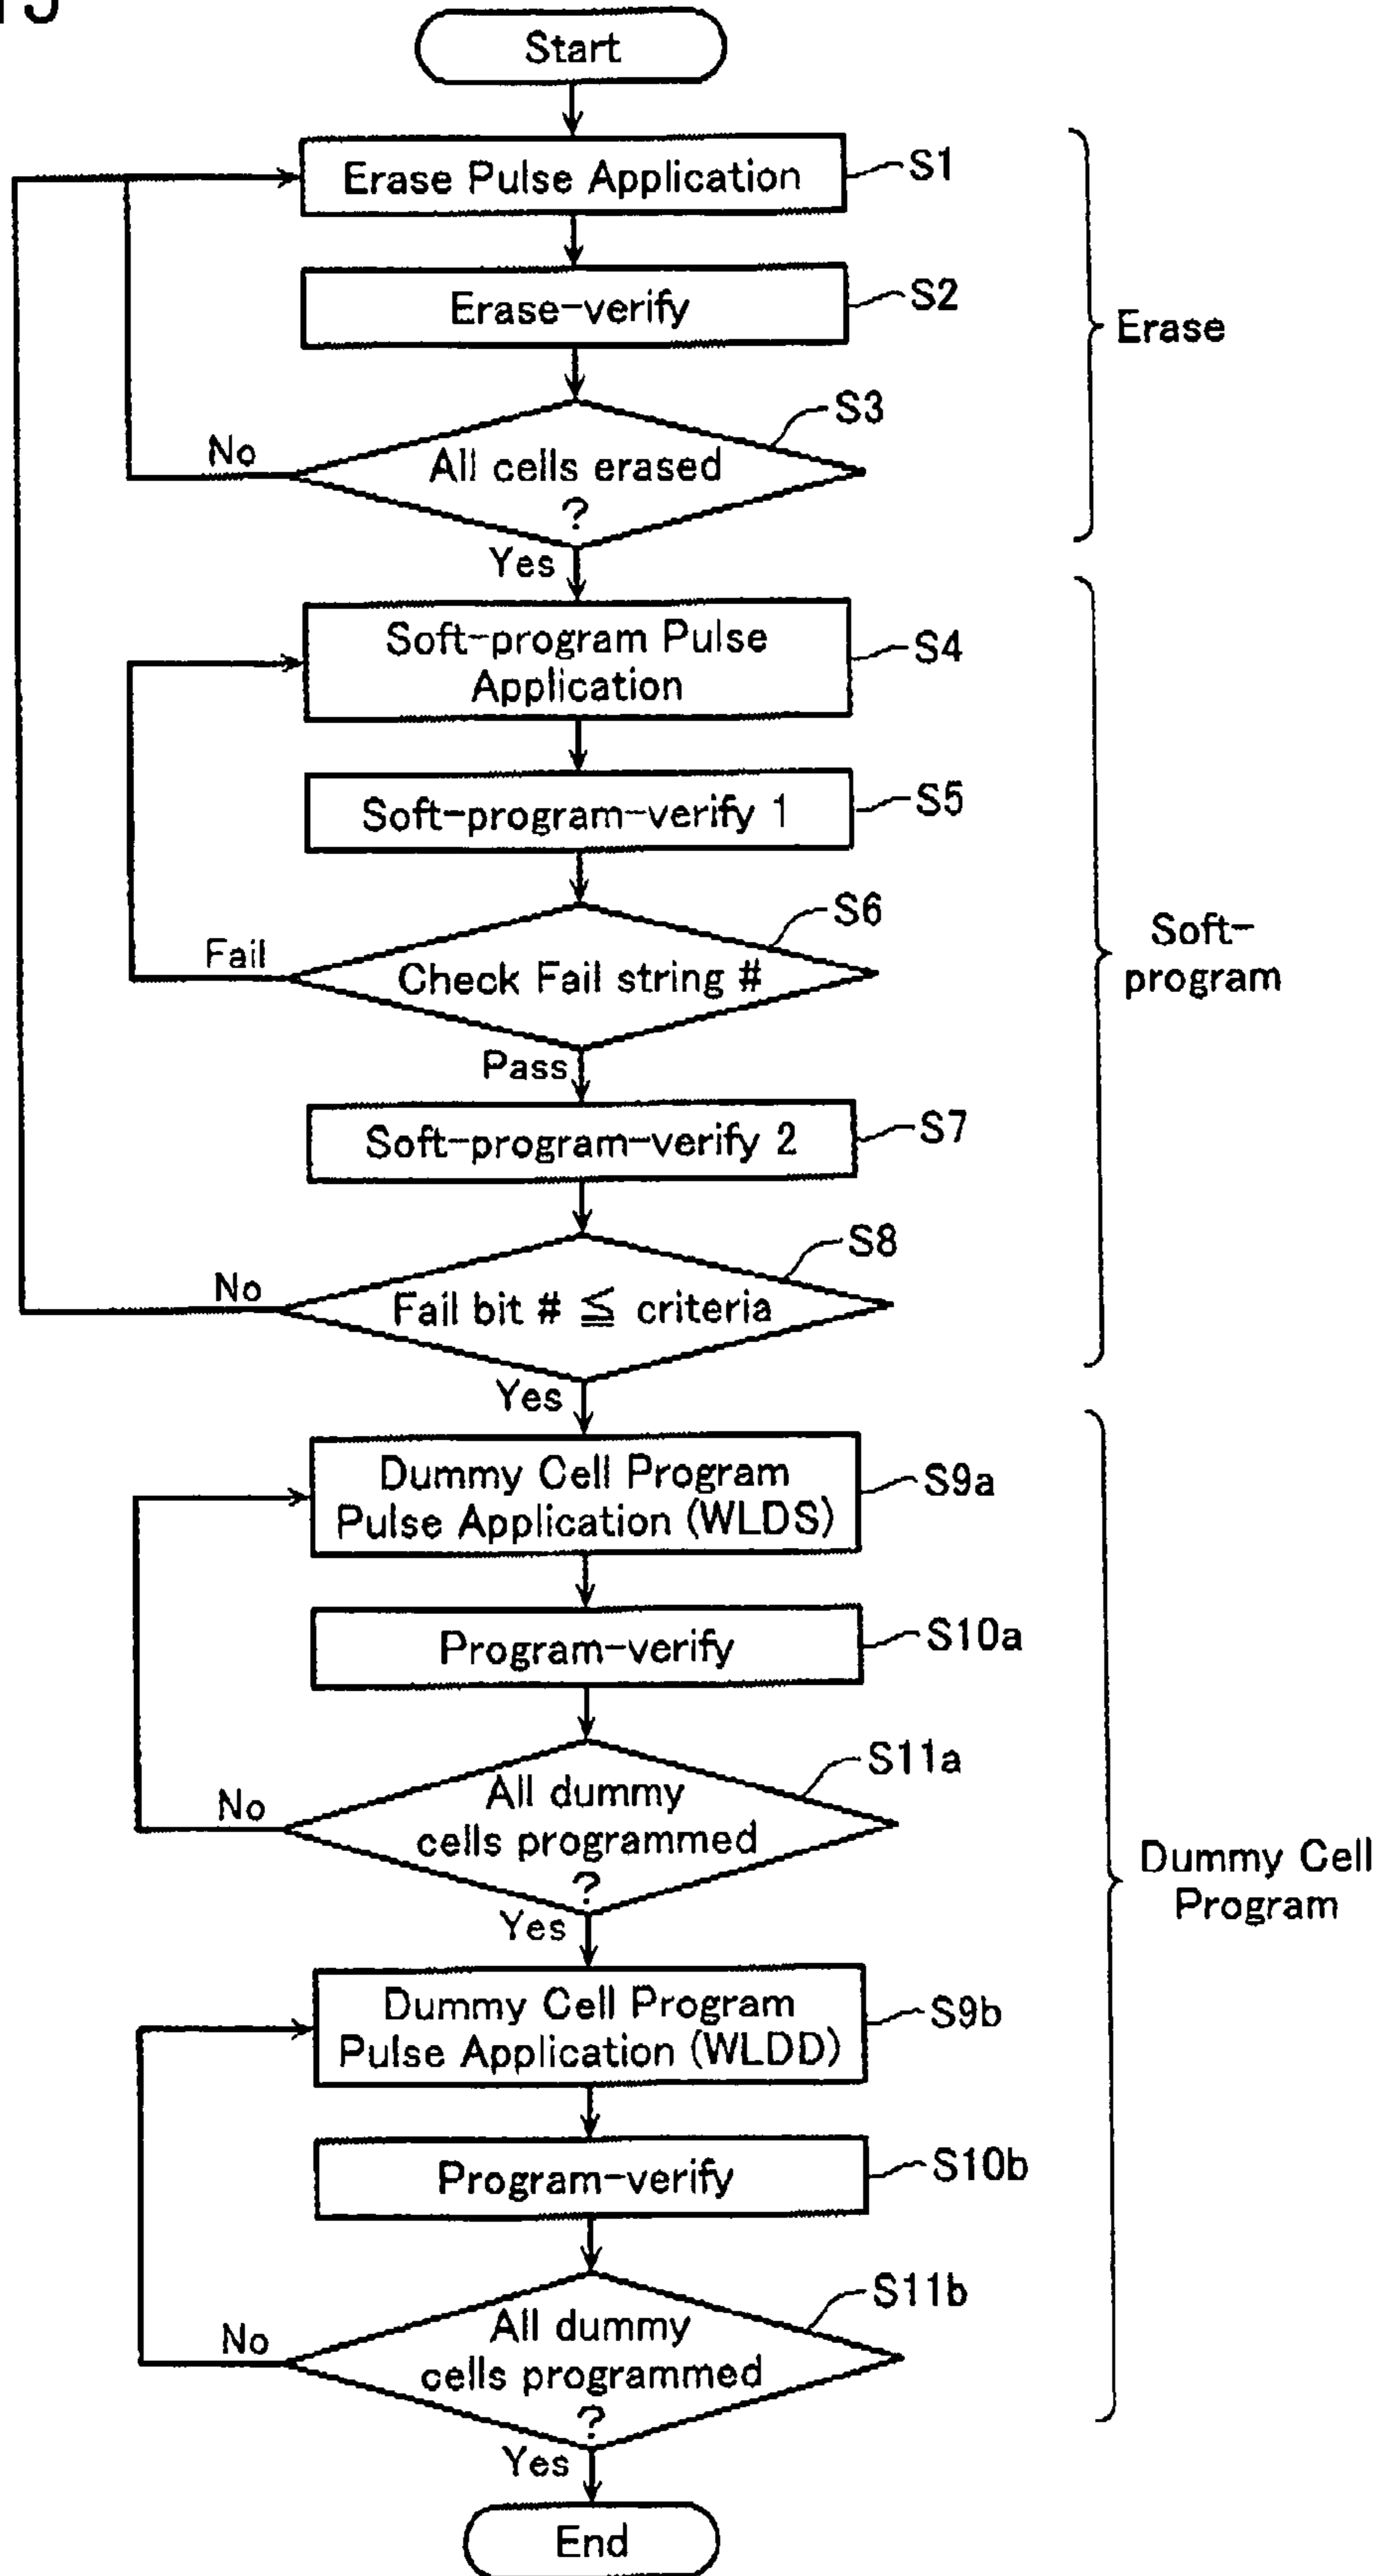 Start
Erase Pulse Application
S1
Erase-verify
S2
Erase
S3
All cells erased
?
No
Yes
Soft-program Pulse
Application
S4
Soft-program-verify 1
S5
S6
Check Fail string #
Fail
Pass
Soft-
program
Soft-program-verify 2
S7
S8
Fail bit # ≦ criteria
No
Yes
Dummy Cell Program
Pulse Application (WLDS)
S9a
Program-verify
S10a
S11a
All dummy
cells programmed
?
No
Yes
Dummy Cell
Program
Dummy Cell Program
Pulse Application (WLDD)
S9b
Program-verify
S10b
S11b
All dummy
cells programmed
?
No
Yes
End